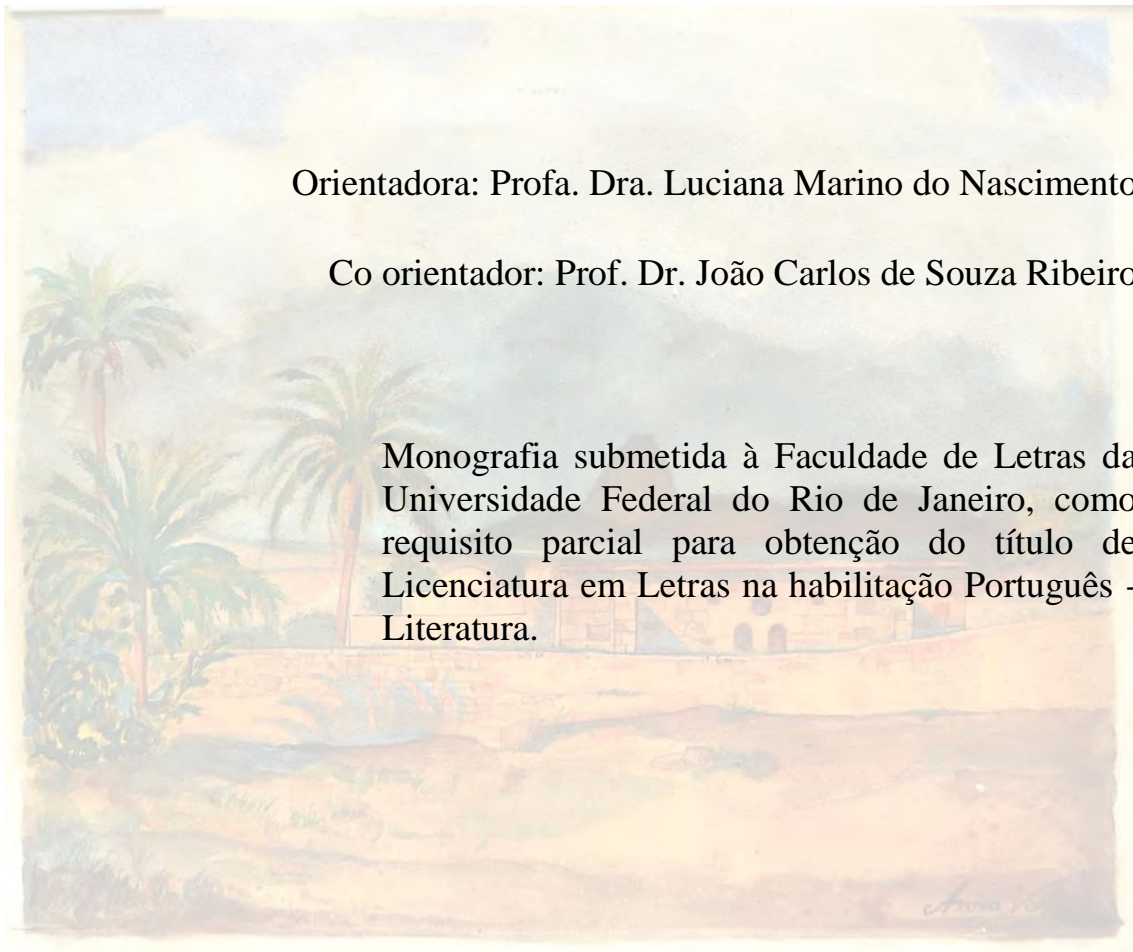 Orientadora: Profa. Dra. Luciana Marino do Nascimento
Co orientador: Prof. Dr. João Carlos de Souza Ribeiro
Monografia submetida à Faculdade de Letras da
Universidade Federal do Rio de Janeiro, como
requisito parcial para obtenção do título de
Licenciatura em Letras na habilitação Português -
Literatura.